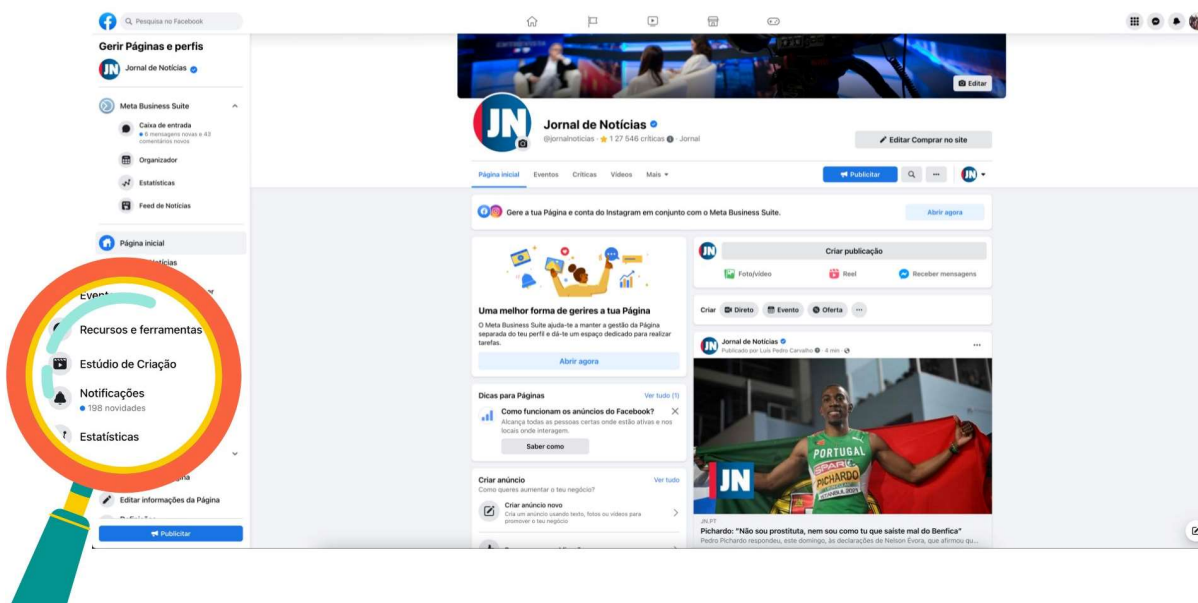 Pesquisa no Facebook
Gerir Páginas e perfis
JN Jornal de Notícias
Meta Business Suite
Caixa de entrada
6 mensagens novas e 43
comentários novos
Organizador
Estatísticas
Feed de Notícias
Página inicial
Recursos e ferramentas
Estúdio de Criação
Notificações
198 novidades
Estatísticas
Editar informações da Página
Publicitar
Editar
JN
Jornal de Notícias
@jornalnoticias · 1 27 546 críticas · Jornal
Editar Comprar no site
Página inicial Eventos Críticas Vídeos Mais
Publicitar
JN
Gere a tua Página e conta do Instagram em conjunto com o Meta Business Suite.
Abrir agora
Uma melhor forma de gerires a tua Página
O Meta Business Suite ajuda-te a manter a gestão da Página
separada do teu perfil e dá-te um espaço dedicado para realizar
tarefas.
Abrir agora
Dicas para Páginas Ver tudo (1)
Como funcionam os anúncios do Facebook?
Alcança todas as pessoas certas onde estão ativas e nos
locais onde interagem.
Saber como
Criar anúncio Ver tudo
Como queres aumentar o teu negócio?
Criar anúncio novo
Cria um anúncio usando texto, fotos ou vídeos para
promover o teu negócio
JN
Criar publicação
Foto/vídeo Reel Receber mensagens
Criar Direto Evento Oferta
JN Jornal de Notícias
Publicado por Luís Pedro Carvalho · 4 min
PORTUGAL
SPAR
PICHARDO
ISTANBUL 2023
JN
JN.PT
Pichardo: "Não sou prostituta, nem sou como tu que saíste mal do Benfica"
Pedro Pichardo respondeu, este domingo, às declarações de Nelson Évora, que afirmou qu...